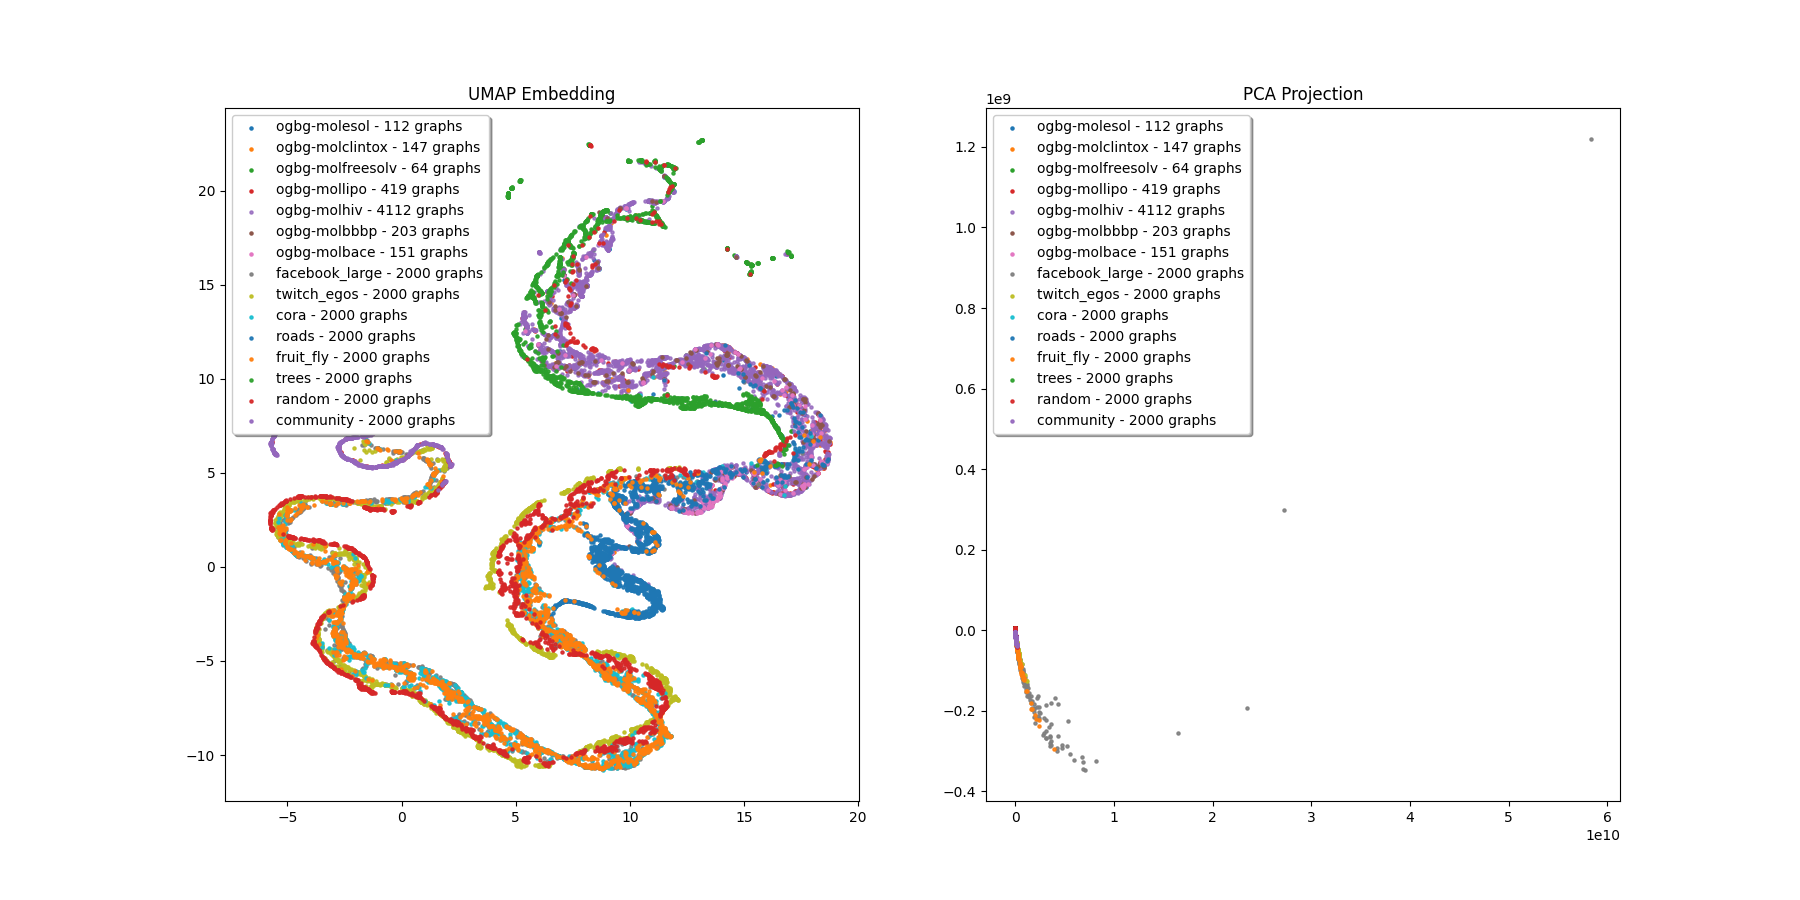 UMAP Embedding
ogbg-molesol - 112 graphs
ogbg-molclintox - 147 graphs
ogbg-molfreesolv - 64 graphs
ogbg-mollipo - 419 graphs
ogbg-molhiv - 4112 graphs
ogbg-molbbbp - 203 graphs
ogbg-molbace - 151 graphs
facebook_large - 2000 graphs
twitch_egos - 2000 graphs
cora - 2000 graphs
roads - 2000 graphs
fruit_fly - 2000 graphs
trees - 2000 graphs
random - 2000 graphs
community - 2000 graphs
20
15
10
5
0
−5
−10
−5 0 5 10 15 20
PCA Projection
1e9
ogbg-molesol - 112 graphs
ogbg-molclintox - 147 graphs
ogbg-molfreesolv - 64 graphs
ogbg-mollipo - 419 graphs
ogbg-molhiv - 4112 graphs
ogbg-molbbbp - 203 graphs
ogbg-molbace - 151 graphs
facebook_large - 2000 graphs
twitch_egos - 2000 graphs
cora - 2000 graphs
roads - 2000 graphs
fruit_fly - 2000 graphs
trees - 2000 graphs
random - 2000 graphs
community - 2000 graphs
1.2
1.0
0.8
0.6
0.4
0.2
0.0
−0.2
−0.4
0 1 2 3 4 5 6
1e10